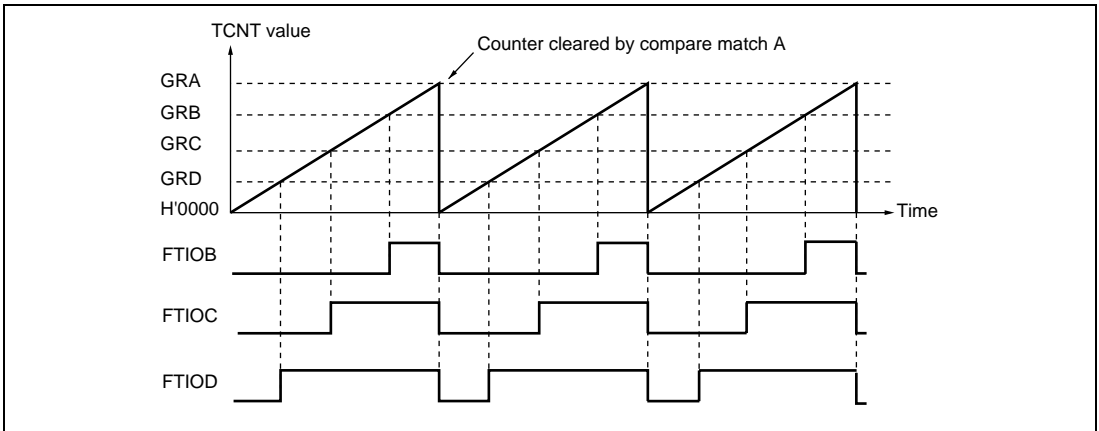 TCNT value
Counter cleared by compare match A
GRA
GRB
GRC
GRD
H'0000
Time
FTIOB
FTIOC
FTIOD